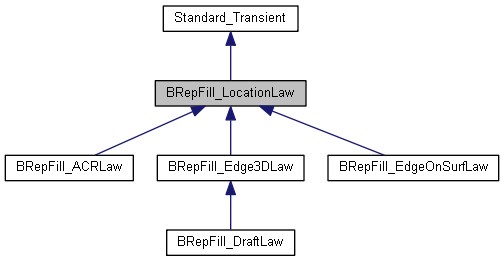 Standard_Transient
BRepFill_LocationLaw
BRepFill_ACRLaw
BRepFill_Edge3DLaw
BRepFill_EdgeOnSurfLaw
BRepFill_DraftLaw